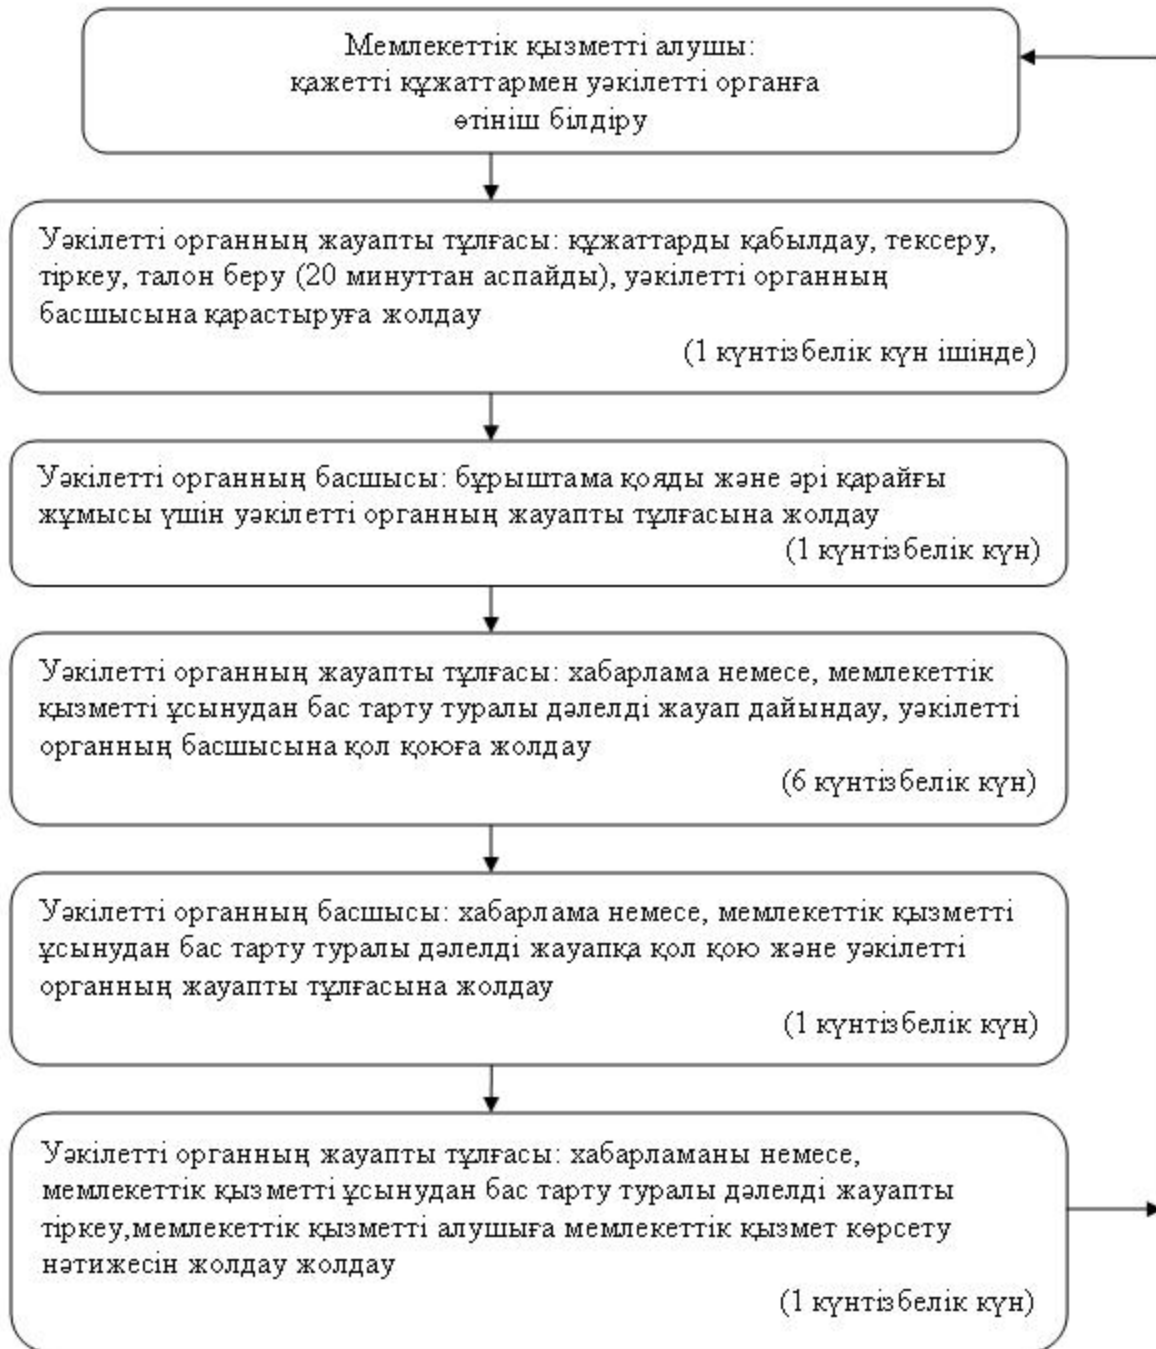 Мемлекеттік қызметті алушы:
қажетті құжаттармен уәкілетті органға
өтініш білдіру
Уәкілетті органның жауапты тұлғасы: құжаттарды қабылдау, тексеру,
тіркеу, талон беру (20 минуттан аспайды), уәкілетті органның
басшысына қарастыруға жолдау
(1 күнтізбелік күн ішінде)
Уәкілетті органның басшысы: бұрыштама қояды және әрі қарайғы
жұмысы үшін уәкілетті органның жауапты тұлғасына жолдау
(1 күнтізбелік күн)
Уәкілетті органның жауапты тұлғасы: хабарлама немесе, мемлекеттік
қызметті ұсынудан бас тарту туралы дәлелді жауап дайындау, уәкілетті
органның басшысына қол қоюға жолдау
(6 күнтізбелік күн)
Уәкілетті органның басшысы: хабарлама немесе, мемлекеттік қызметті
ұсынудан бас тарту туралы дәлелді жауапқа қол қою және уәкілетті
органның жауапты тұлғасына жолдау
(1 күнтізбелік күн)
Уәкілетті органның жауапты тұлғасы: хабарламаны немесе,
мемлекеттік қызметті ұсынудан бас тарту туралы дәлелді жауапты
тіркеу,мемлекеттік қызметті алушыға мемлекеттік қызмет көрсету
нәтижесін жолдау жолдау
(1 күнтізбелік күн)